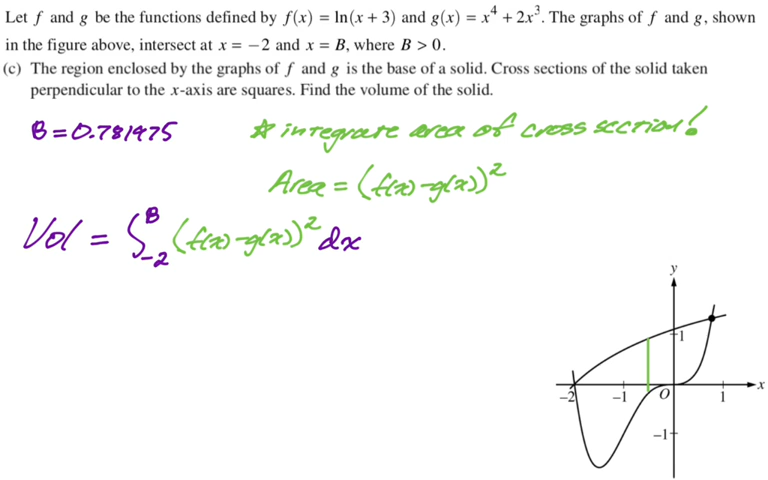 Let f and g be the functions defined by f(x) = ln(x + 3) and g(x) = x⁴ + 2x³. The graphs of f and g, shown
in the figure above, intersect at x = −2 and x = B, where B > 0.
(c) The region enclosed by the graphs of f and g is the base of a solid. Cross sections of the solid taken
perpendicular to the x-axis are squares. Find the volume of the solid.
B = 0.781975 ☆ integrate area of cross section!
Area = (f(x) - g(x))²
Vol = ∫₋₂ᴮ (f(x) - g(x))² dx
y
1
−2 −1 O 1 x
−1